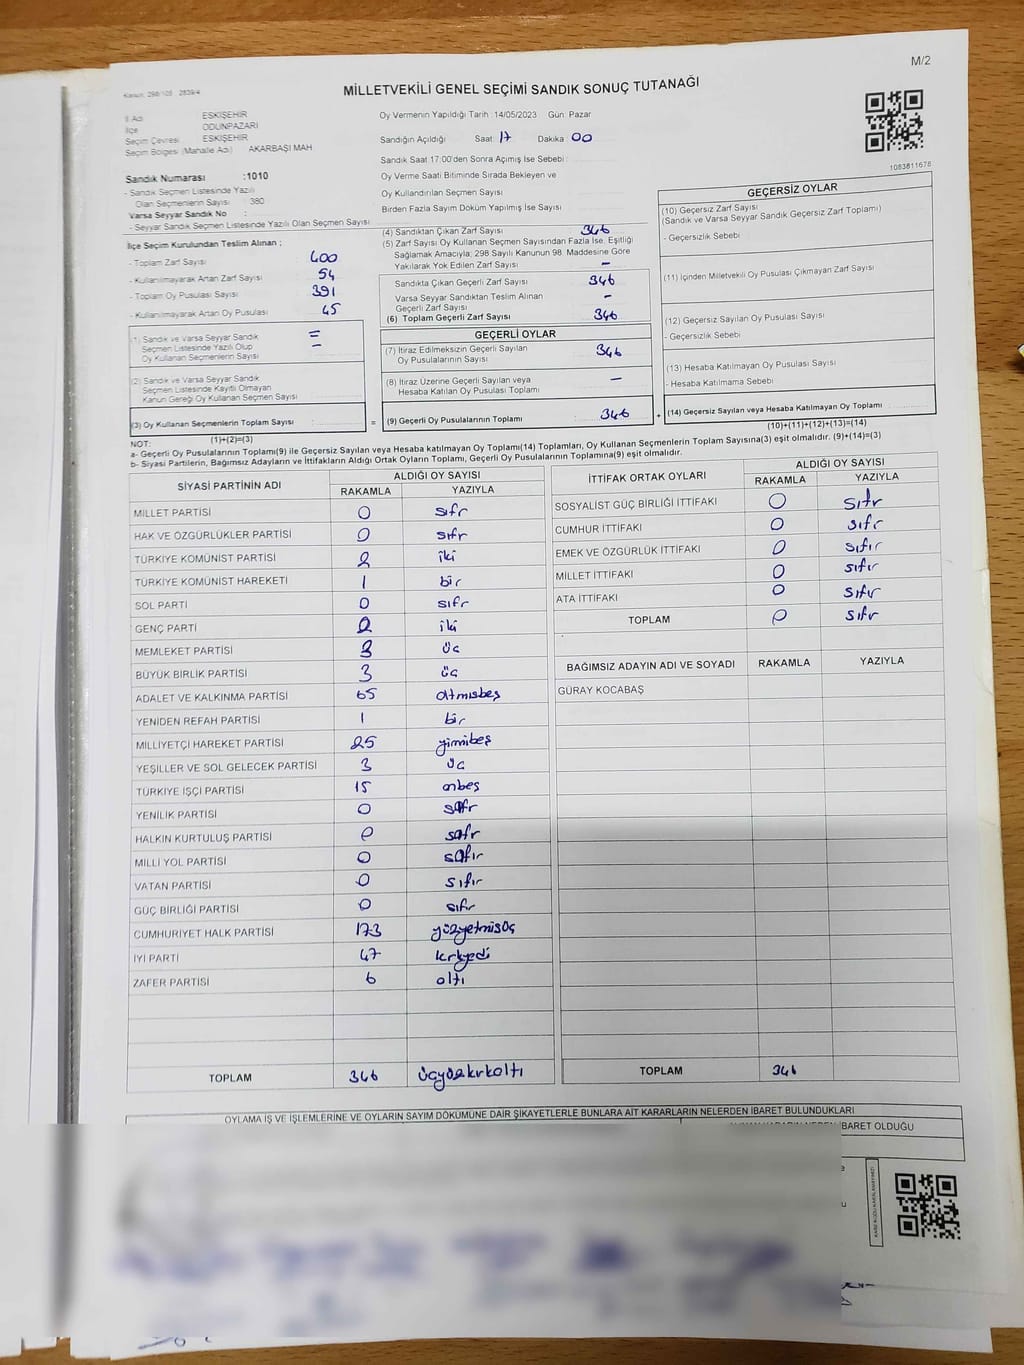 M/2
Kanun: 298/105 2839/4
MİLLETVEKİLİ GENEL SEÇİMİ SANDIK SONUÇ TUTANAĞI
İl Adı ESKİŞEHİR
İlçe ODUNPAZARI
Seçim Çevresi ESKİŞEHİR
Seçim Bölgesi (Mahalle Adı) AKARBAŞI MAH
Sandık Numarası :1010
- Sandık Seçmen Listesinde Yazılı
Olan Seçmenlerin Sayısı : 380
Varsa Seyyar Sandık No :
- Seyyar Sandık Seçmen Listesinde Yazılı Olan Seçmen Sayısı
İlçe Seçim Kurulundan Teslim Alınan :
- Toplam Zarf Sayısı 400
- Kullanılmayarak Artan Zarf Sayısı 54
- Toplam Oy Pusulası Sayısı 391
- Kullanılmayarak Artan Oy Pusulası 45
(1) Sandık ve Varsa Seyyar Sandık =
Seçmen Listesinde Yazılı Olup –
Oy Kullanan Seçmenlerin Sayısı
(2) Sandık ve Varsa Seyyar Sandık
Seçmen Listesinde Kayıtlı Olmayan
Kanun Gereği Oy Kullanan Seçmen Sayısı
(3) Oy Kullanan Seçmenlerin Toplam Sayısı : =
(1)+(2)=(3)
Oy Vermenin Yapıldığı Tarih :14/05/2023 Gün: Pazar
Sandığın Açıldığı Saat: 17 Dakika 00
Sandık Saat 17:00'den Sonra Açımış İse Sebebi :
Oy Verme Saati Bitiminde Sırada Bekleyen ve
Oy Kullandırılan Seçmen Sayısı
Birden Fazla Sayım Döküm Yapılmış İse Sayısı
(4) Sandıktan Çıkan Zarf Sayısı 346
(5) Zarf Sayısı Oy Kullanan Seçmen Sayısından Fazla İse, Eşitliği
Sağlamak Amacıyla; 298 Sayılı Kanunun 98. Maddesine Göre
Yakılarak Yok Edilen Zarf Sayısı –
Sandıkta Çıkan Geçerli Zarf Sayısı 346
Varsa Seyyar Sandıktan Teslim Alınan
Geçerli Zarf Sayısı –
(6) Toplam Geçerli Zarf Sayısı 346
GEÇERLİ OYLAR
(7) İtiraz Edilmeksizin Geçerli Sayılan
Oy Pusulalarının Sayısı 346
(8) İtiraz Üzerine Geçerli Sayılan veya
Hesaba Katılan Oy Pusulası Toplamı –
(9) Geçerli Oy Pusulalarının Toplamı : 346 +
1083811678
GEÇERSİZ OYLAR
(10) Geçersiz Zarf Sayısı
(Sandık ve Varsa Seyyar Sandık Geçersiz Zarf Toplamı)
- Geçersizlik Sebebi
(11) İçinden Milletvekili Oy Pusulası Çıkmayan Zarf Sayısı
(12) Geçersiz Sayılan Oy Pusulası Sayısı
- Geçersizlik Sebebi
(13) Hesaba Katılmayan Oy Pusulası Sayısı
- Hesaba Katılmama Sebebi
(14) Geçersiz Sayılan veya Hesaba Katılmayan Oy Toplamı
(10)+(11)+(12)+(13)=(14)
NOT:
a- Geçerli Oy Pusulalarının Toplamı(9) ile Geçersiz Sayılan veya Hesaba katılmayan Oy Toplamı(14) Toplamları, Oy Kullanan Seçmenlerin Toplam Sayısına(3) eşit olmalıdır. (9)+(14)=(3)
b- Siyasi Partilerin, Bağımsız Adayların ve İttifakların Aldığı Ortak Oyların Toplamı, Geçerli Oy Pusulalarının Toplamına(9) eşit olmalıdır.
SİYASİ PARTİNİN ADI ALDIĞI OY SAYISI
RAKAMLA YAZIYLA
MİLLET PARTİSİ 0 sıfr
HAK VE ÖZGÜRLÜKLER PARTİSİ 0 sıfr
TÜRKİYE KOMÜNİST PARTİSİ 2 iki
TÜRKİYE KOMÜNİST HAREKETİ 1 bir
SOL PARTİ 0 sıfr
GENÇ PARTİ 2 iki
MEMLEKET PARTİSİ 3 üç
BÜYÜK BİRLİK PARTİSİ 3 üç
ADALET VE KALKINMA PARTİSİ 65 altmışbeş
YENİDEN REFAH PARTİSİ 1 bir
MİLLİYETÇİ HAREKET PARTİSİ 25 yirmibeş
YEŞİLLER VE SOL GELECEK PARTİSİ 3 üç
TÜRKİYE İŞÇİ PARTİSİ 15 onbeş
YENİLİK PARTİSİ 0 sıfr
HALKIN KURTULUŞ PARTİSİ 0 sıfr
MİLLİ YOL PARTİSİ 0 sıfır
VATAN PARTİSİ 0 sıfır
GÜÇ BİRLİĞİ PARTİSİ 0 sıfr
CUMHURİYET HALK PARTİSİ 173 yüzyetmisüç
İYİ PARTİ 47 krkyedi
ZAFER PARTİSİ 6 altı
TOPLAM 346 üçyüzkrkaltı
İTTİFAK ORTAK OYLARI ALDIĞI OY SAYISI
RAKAMLA YAZIYLA
SOSYALİST GÜÇ BİRLİĞİ İTTİFAKI 0 sıfr
CUMHUR İTTİFAKI 0 sıfr
EMEK VE ÖZGÜRLÜK İTTİFAKI 0 sıfır
MİLLET İTTİFAKI 0 sıfır
ATA İTTİFAKI 0 sıfır
TOPLAM 0 sıfır
BAĞIMSIZ ADAYIN ADI VE SOYADI RAKAMLA YAZIYLA
GÜRAY KOCABAŞ
TOPLAM 346
OYLAMA İŞ VE İŞLEMLERİNE VE OYLARIN SAYIM DÖKÜMÜNE DAİR ŞİKAYETLERLE BUNLARA AİT KARARLARIN NELERDEN İBARET BULUNDUKLARI
İBARET OLDUĞU